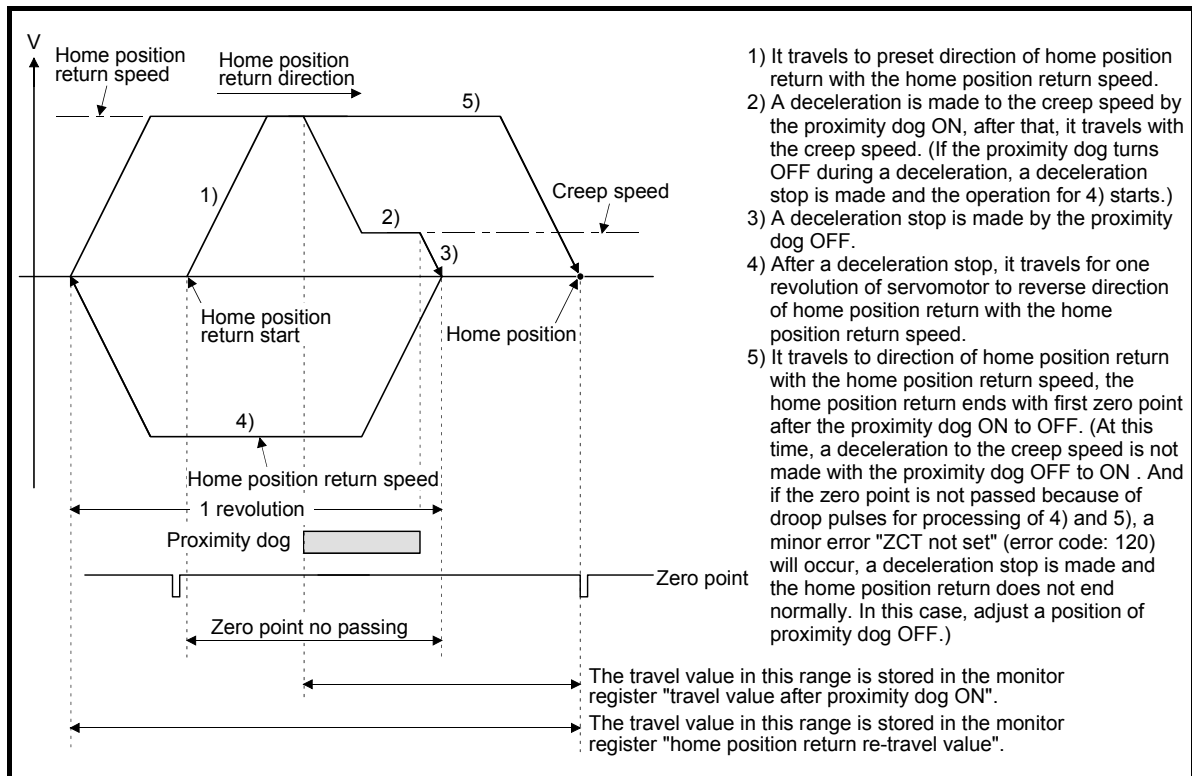 V
Home position
return speed
Home position
return direction
5)
1)
Creep speed
2)
3)
Home position
return start
Home position
4)
Home position return speed
1 revolution
Proximity dog
Zero point
Zero point no passing
The travel value in this range is stored in the monitor
register "travel value after proximity dog ON".
The travel value in this range is stored in the monitor
register "home position return re-travel value".
1) It travels to preset direction of home position
return with the home position return speed.
2) A deceleration is made to the creep speed by
the proximity dog ON, after that, it travels with
the creep speed. (If the proximity dog turns
OFF during a deceleration, a deceleration
stop is made and the operation for 4) starts.)
3) A deceleration stop is made by the proximity
dog OFF.
4) After a deceleration stop, it travels for one
revolution of servomotor to reverse direction
of home position return with the home
position return speed.
5) It travels to direction of home position return
with the home position return speed, the
home position return ends with first zero point
after the proximity dog ON to OFF. (At this
time, a deceleration to the creep speed is not
made with the proximity dog OFF to ON . And
if the zero point is not passed because of
droop pulses for processing of 4) and 5), a
minor error "ZCT not set" (error code: 120)
will occur, a deceleration stop is made and
the home position return does not end
normally. In this case, adjust a position of
proximity dog OFF.)